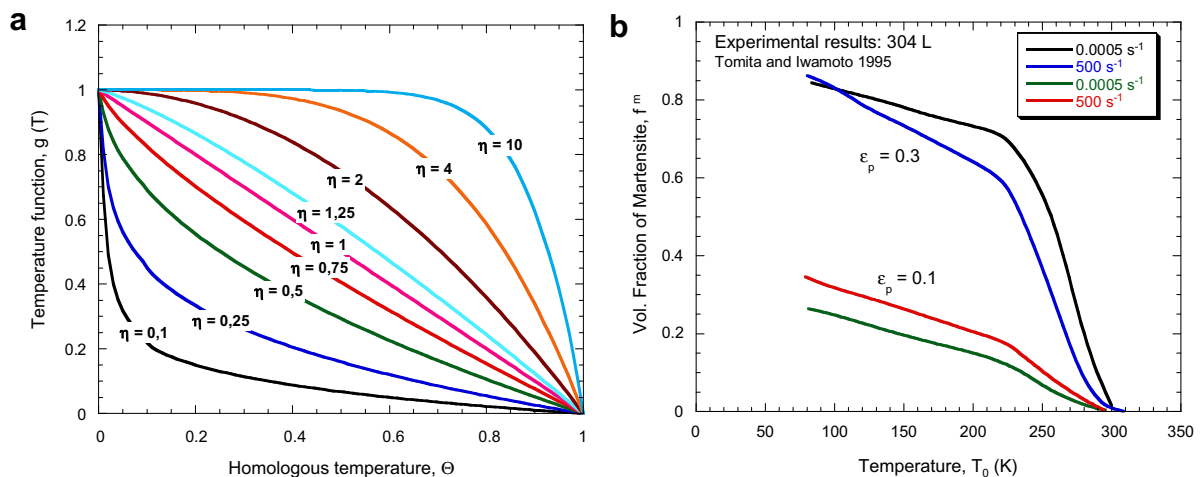 a
1.2
1
0.8
0.6
0.4
0.2
0
Temperature function, g (T)
η = 10
η = 4
η = 2
η = 1,25
η = 1
η = 0,75
η = 0,5
η = 0,25
η = 0,1
0 0.2 0.4 0.6 0.8 1
Homologous temperature, Θ
b
1
0.8
0.6
0.4
0.2
0
Vol. Fraction of Martensite, f m
Experimental results: 304 L
Tomita and Iwamoto 1995
0.0005 s-1
500 s-1
0.0005 s-1
500 s-1
εp = 0.3
εp = 0.1
0 50 100 150 200 250 300 350
Temperature, T0 (K)